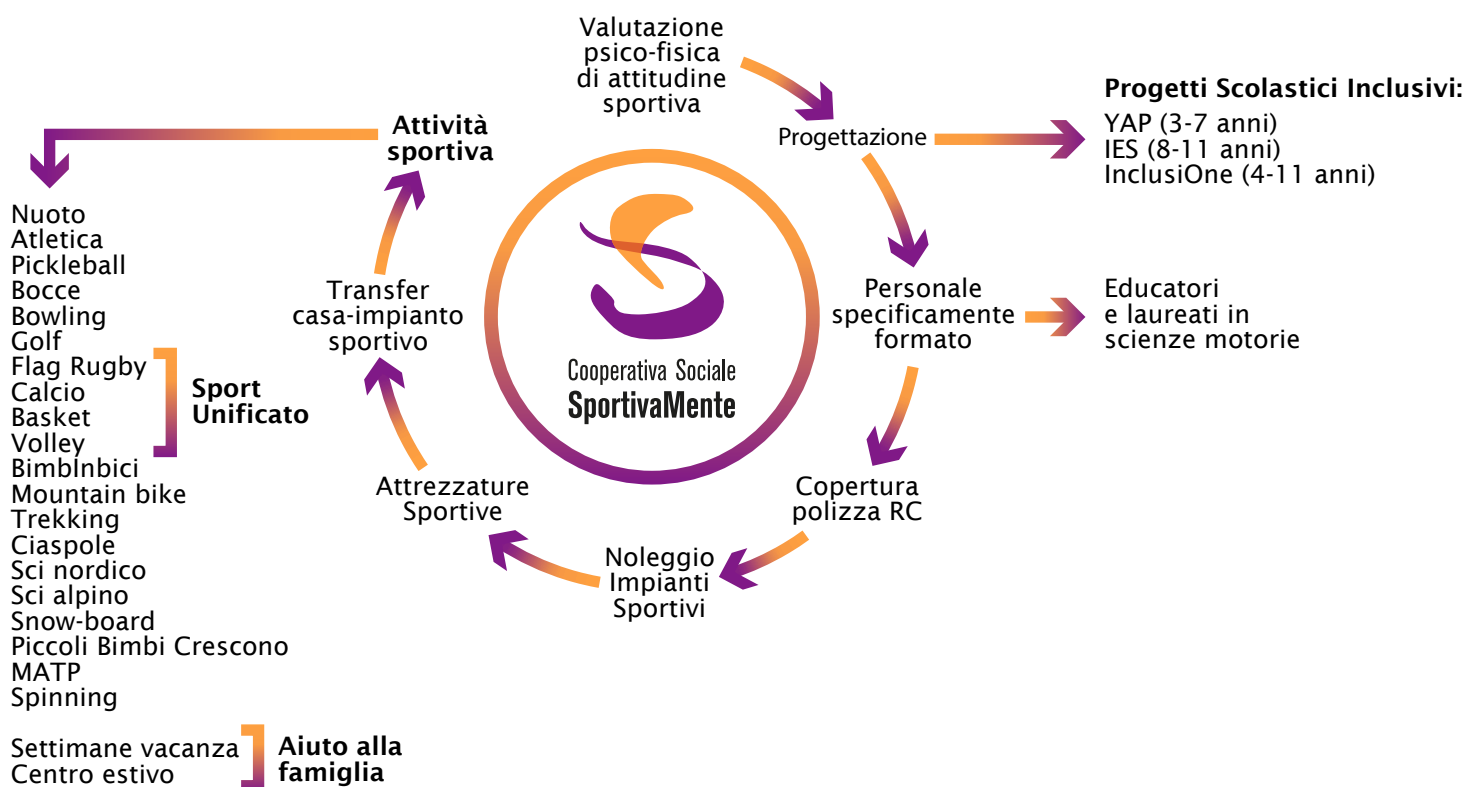 Valutazione
psico-fisica
di attitudine
sportiva
Progettazione
Progetti Scolastici Inclusivi:
YAP (3-7 anni)
IES (8-11 anni)
InclusiOne (4-11 anni)
Personale
specificamente
formato
Educatori
e laureati in
scienze motorie
Copertura
polizza RC
Noleggio
Impianti
Sportivi
Attrezzature
Sportive
Transfer
casa-impianto
sportivo
Attività
sportiva
Cooperativa Sociale
SportivaMente
Nuoto
Atletica
Pickleball
Bocce
Bowling
Golf
Flag Rugby
Calcio
Basket
Volley
Sport
Unificato
BimbInbici
Mountain bike
Trekking
Ciaspole
Sci nordico
Sci alpino
Snow-board
Piccoli Bimbi Crescono
MATP
Spinning
Settimane vacanza
Centro estivo
Aiuto alla
famiglia